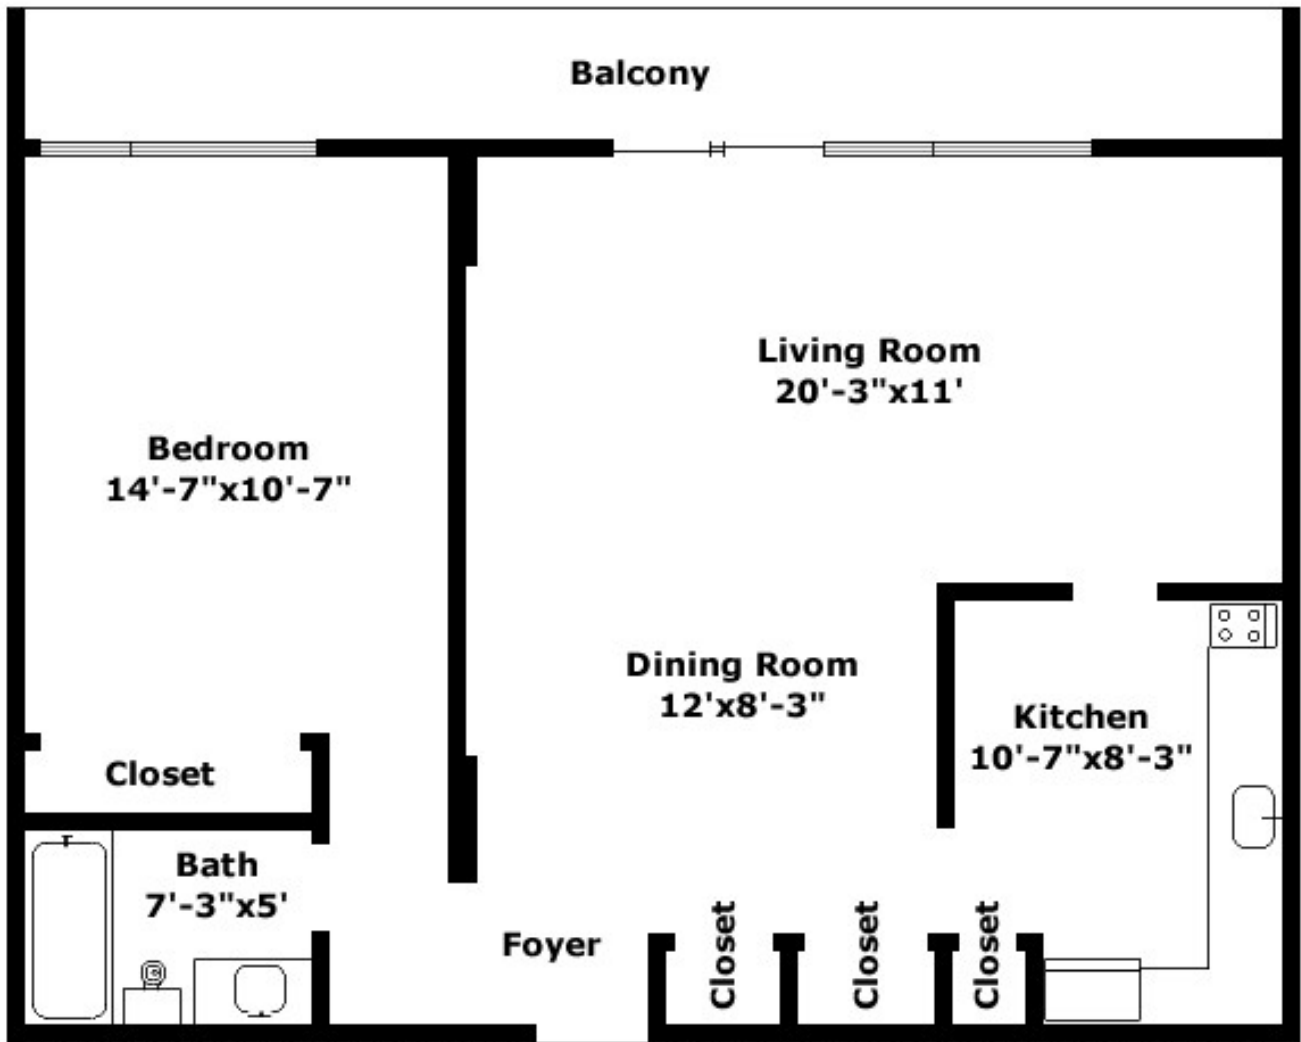 Balcony
Living Room
20'-3"x11'
Bedroom
14'-7"x10'-7"
Dining Room
12'x8'-3"
Kitchen
10'-7"x8'-3"
Closet
Bath
7'-3"x5'
Foyer
Closet
Closet
Closet